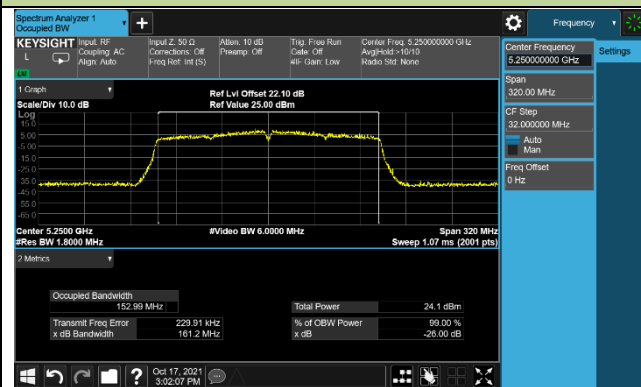 Spectrum Analyzer 1
Occupied BW
Frequency
KEYSIGHT
L
Input: RF
Coupling: AC
Align: Auto
Input Z: 50 Ω
Corrections: Off
Freq Ref: Int (S)
Atten: 10 dB
Preamp: Off
Trig: Free Run
Gate: Off
#IF Gain: Low
Center Freq: 5.250000000 GHz
Avg|Hold:>10/10
Radio Std: None
Center Frequency
5.250000000 GHz
Settings
Span
320.00 MHz
CF Step
32.000000 MHz
Auto
Man
Freq Offset
0 Hz
1 Graph
Scale/Div 10.0 dB
Ref Lvl Offset 22.10 dB
Ref Value 25.00 dBm
Log
15.0
5.00
-5.00
-15.0
-25.0
-35.0
-45.0
-55.0
-65.0
Center 5.2500 GHz
#Res BW 1.8000 MHz
#Video BW 6.0000 MHz
Span 320 MHz
Sweep 1.07 ms (2001 pts)
2 Metrics
Occupied Bandwidth
152.99 MHz
Total Power 24.1 dBm
Transmit Freq Error 229.91 kHz
x dB Bandwidth 161.2 MHz
% of OBW Power 99.00 %
x dB -26.00 dB
Oct 17, 2021
3:02:07 PM